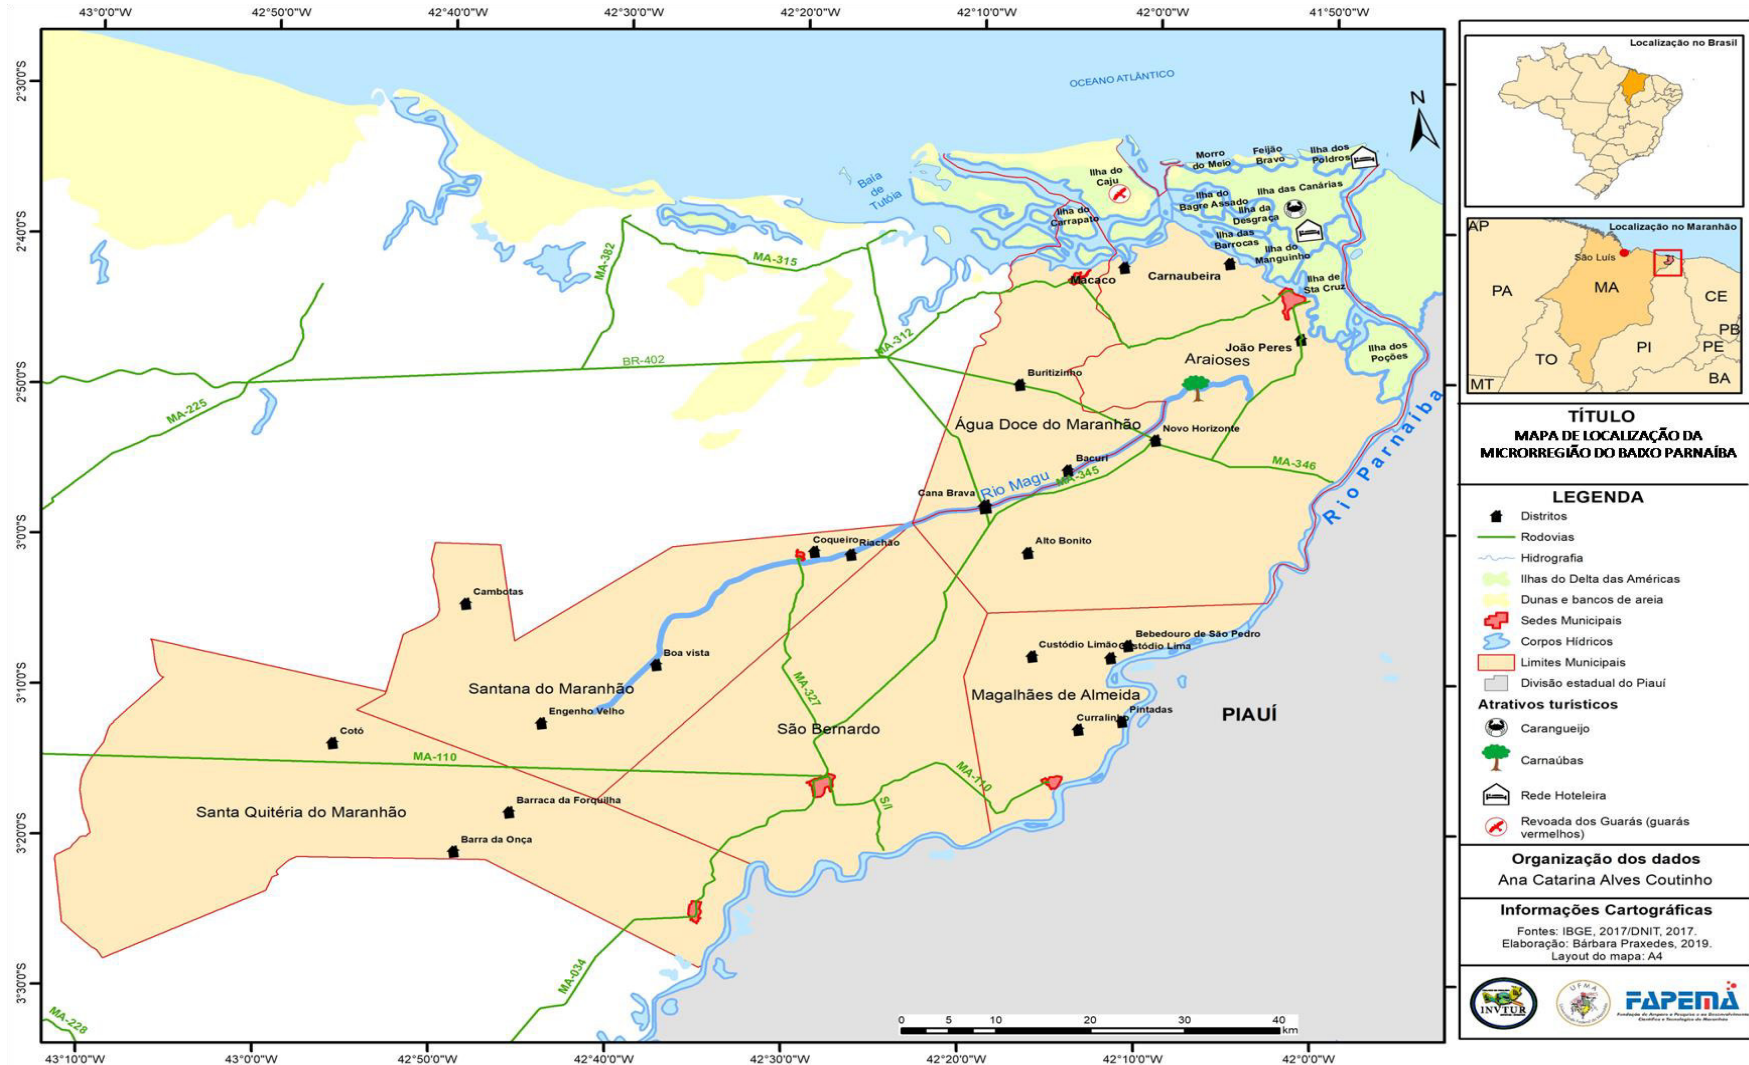 43°0'0"W
42°50'0"W
42°40'0"W
42°30'0"W
42°20'0"W
42°10'0"W
42°0'0"W
41°50'0"W
2°30'0"S
2°40'0"S
2°50'0"S
3°0'0"S
3°10'0"S
3°20'0"S
3°30'0"S
OCEANO ATLÂNTICO
N
Baía
de
Tutóia
Ilha do
Caju
Morro
do Meio
Feijão
Bravo
Ilha dos
Poldros
Ilha das Canárias
Ilha do
Bagre Assado
Ilha da
Desgraça
Ilha do
Carrapato
Ilha das
Barrocas
Ilha do
Manguinho
Ilha de
Sta Cruz
Ilha dos
Poções
MA-382
MA-315
MA-312
BR-402
MA-225
Macaco
Carnaubeira
João Peres
Araioses
Buritizinho
Água Doce do Maranhão
Novo Horizonte
Bacuri
MA-345
MA-346
Cana Brava
Rio Magu
Rio Parnaíba
Coqueiro
Riachão
Alto Bonito
Cambotas
Boa vista
Santana do Maranhão
Engenho Velho
Cotó
MA-110
MA-327
São Bernardo
Custódio Limão
Bebedouro de São Pedro
Custódio Lima
Magalhães de Almeida
Curralinho
Pintadas
PIAUÍ
MA-110
S/I
Barraca da Forquilha
Santa Quitéria do Maranhão
Barra da Onça
MA-034
MA-228
0 5 10 20 30 40
km
43°10'0"W
43°0'0"W
42°50'0"W
42°40'0"W
42°30'0"W
42°20'0"W
42°10'0"W
42°0'0"W
Localização no Brasil
Localização no Maranhão
AP
São Luís
PA
MA
CE
PB
PE
PI
TO
BA
MT
TÍTULO
MAPA DE LOCALIZAÇÃO DA
MICRORREGIÃO DO BAIXO PARNAÍBA
LEGENDA
Distritos
Rodovias
Hidrografia
Ilhas do Delta das Américas
Dunas e bancos de areia
Sedes Municipais
Corpos Hídricos
Limites Municipais
Divisão estadual do Piauí
Atrativos turísticos
Carangueijo
Carnaúbas
Rede Hoteleira
Revoada dos Guarás (guarás
vermelhos)
Organização dos dados
Ana Catarina Alves Coutinho
Informações Cartográficas
Fontes: IBGE, 2017/DNIT, 2017.
Elaboração: Bárbara Praxedes, 2019.
Layout do mapa: A4
INVTUR
UFMA
FAPEMA
Fundação de Amparo à Pesquisa e ao Desenvolvimento
Científico e Tecnológico do Maranhão